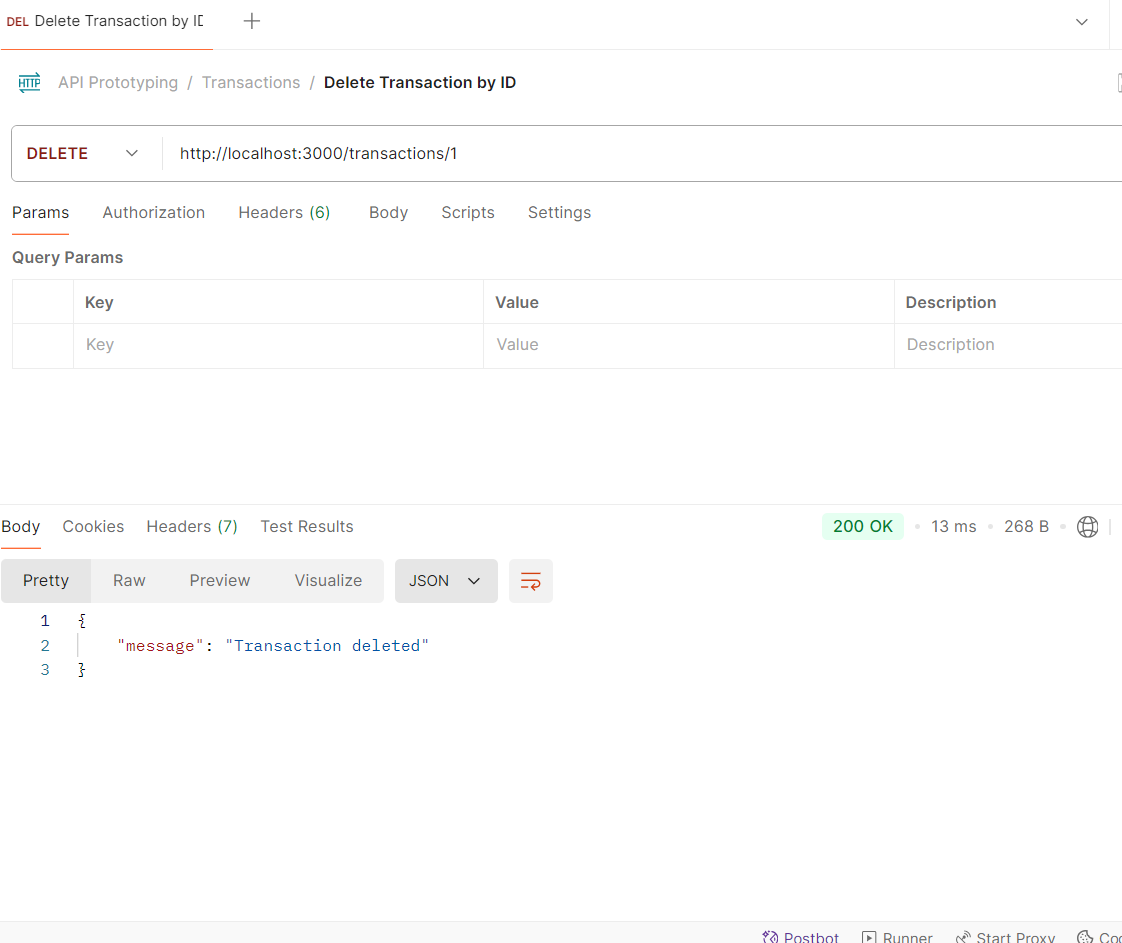 DEL Delete Transaction by ID
HTTP API Prototyping / Transactions / Delete Transaction by ID
DELETE http://localhost:3000/transactions/1
Params Authorization Headers (6) Body Scripts Settings
Query Params
Key Value Description
Key Value Description
Body Cookies Headers (7) Test Results 200 OK • 13 ms • 268 B •
Pretty Raw Preview Visualize JSON
1 {
2 "message": "Transaction deleted"
3 }
Postbot Runner Start Proxy Coo